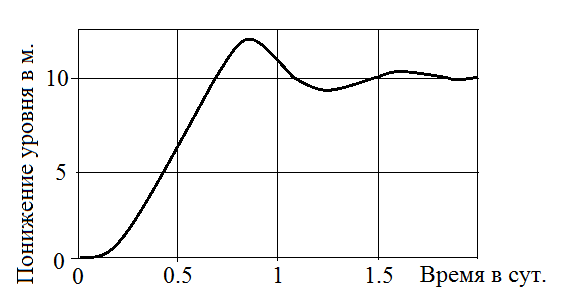 Понижение уровня в м.
10
5
0
0 0.5 1 1.5 Время в сут.